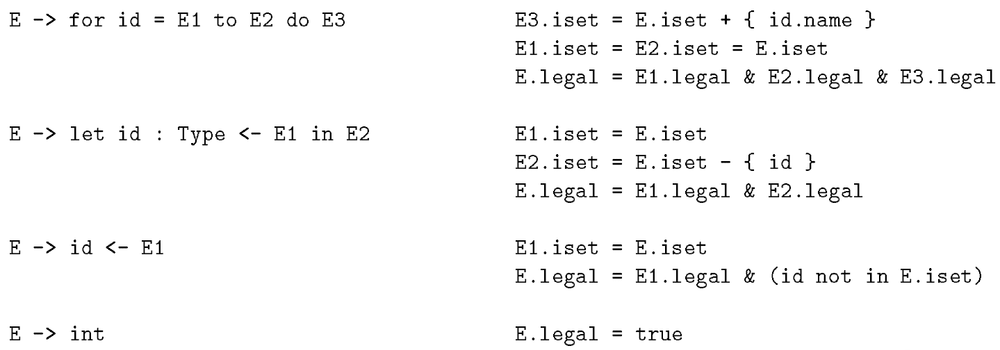 E -> for id = E1 to E2 do E3 E3.iset = E.iset + { id.name }
E1.iset = E2.iset = E.iset
E.legal = E1.legal & E2.legal & E3.legal
E -> let id : Type <- E1 in E2 E1.iset = E.iset
E2.iset = E.iset - { id }
E.legal = E1.legal & E2.legal
E -> id <- E1 E1.iset = E.iset
E.legal = E1.legal & (id not in E.iset)
E -> int E.legal = true